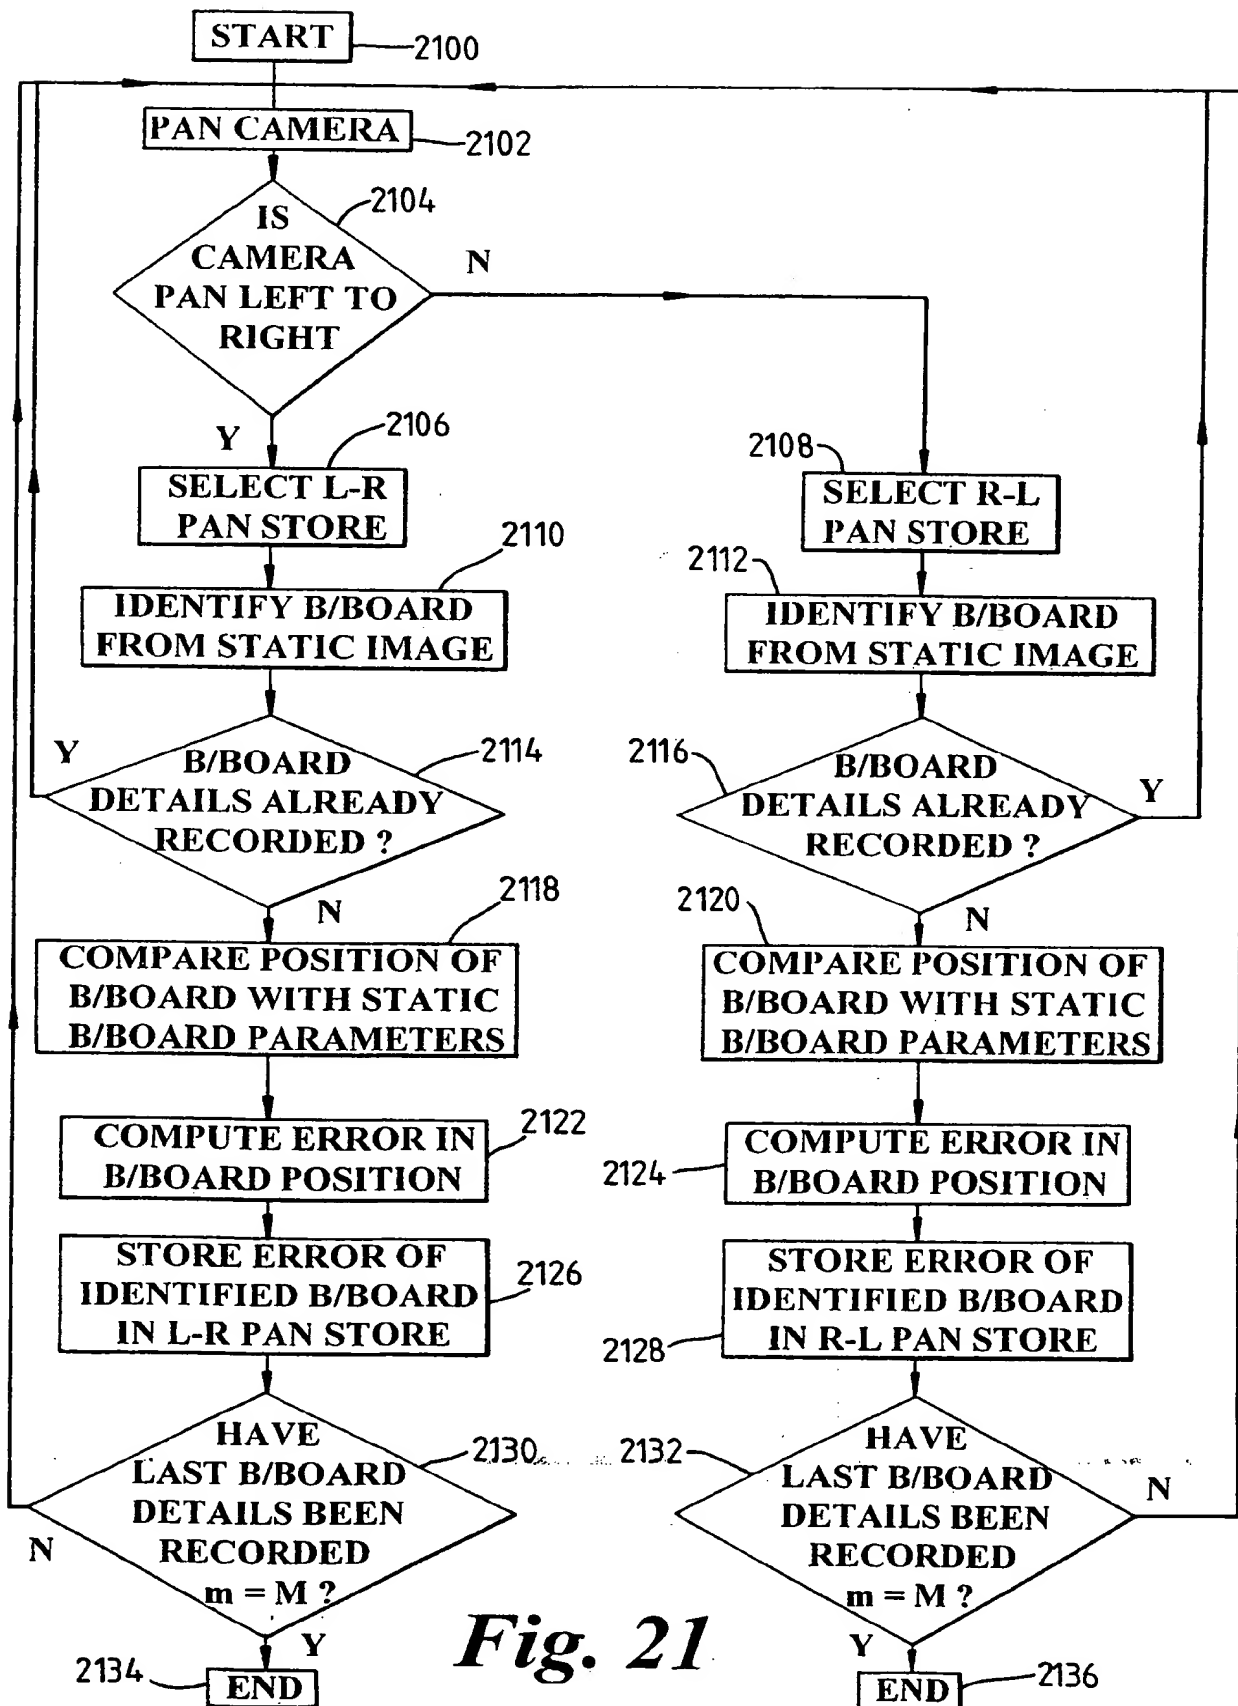 START
2100
PAN CAMERA
2102
IS
CAMERA
PAN LEFT TO
RIGHT
2104
N
Y
2106
SELECT L-R
PAN STORE
2108
SELECT R-L
PAN STORE
2110
IDENTIFY B/BOARD
FROM STATIC IMAGE
2112
IDENTIFY B/BOARD
FROM STATIC IMAGE
Y
B/BOARD
DETAILS ALREADY
RECORDED ?
2114
N
2116
B/BOARD
DETAILS ALREADY
RECORDED ?
Y
N
2118
COMPARE POSITION OF
B/BOARD WITH STATIC
B/BOARD PARAMETERS
2120
COMPARE POSITION OF
B/BOARD WITH STATIC
B/BOARD PARAMETERS
COMPUTE ERROR IN
B/BOARD POSITION
2122
2124
COMPUTE ERROR IN
B/BOARD POSITION
STORE ERROR OF
IDENTIFIED B/BOARD
IN L-R PAN STORE
2126
2128
STORE ERROR OF
IDENTIFIED B/BOARD
IN R-L PAN STORE
HAVE
LAST B/BOARD
DETAILS BEEN
RECORDED
m = M ?
2130
N
Y
2132
HAVE
LAST B/BOARD
DETAILS BEEN
RECORDED
m = M ?
N
Y
2134
END
Fig. 21
END
2136